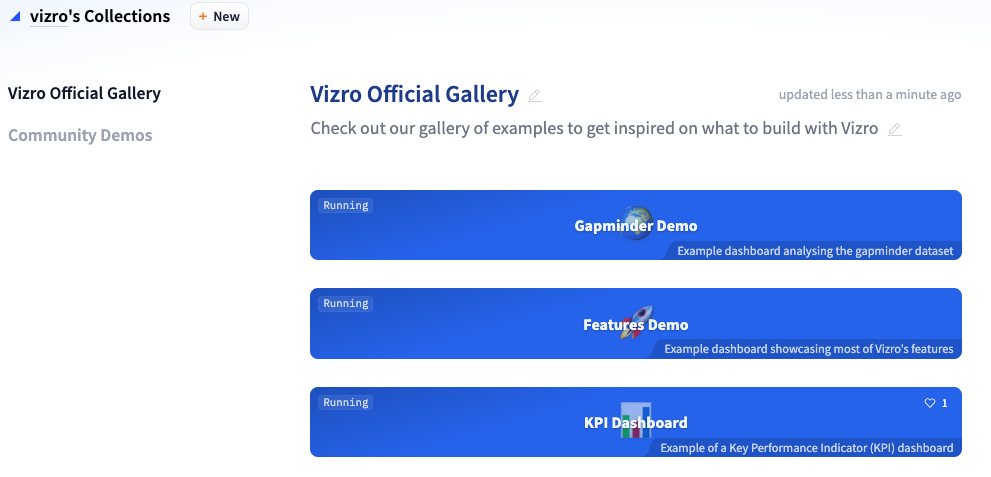 vizro's Collections
+ New
Vizro Official Gallery
Community Demos
Vizro Official Gallery
updated less than a minute ago
Check out our gallery of examples to get inspired on what to build with Vizro
Running
Gapminder Demo
Example dashboard analysing the gapminder dataset
Running
Features Demo
Example dashboard showcasing most of Vizro's features
Running
1
KPI Dashboard
Example of a Key Performance Indicator (KPI) dashboard